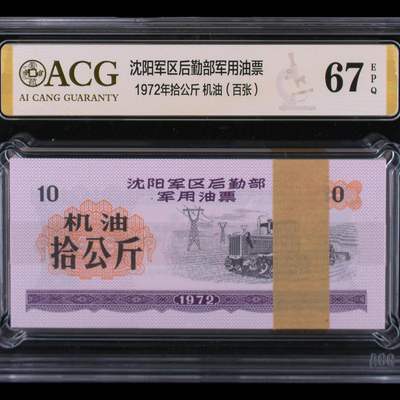 ACG
AI CANG GUARANTY
沈阳军区后勤部军用油票
1972年拾公斤 机油（百张）
67
EPQ
10
沈阳军区后勤部
军用油票
0
机油
拾公斤
1972
ACG